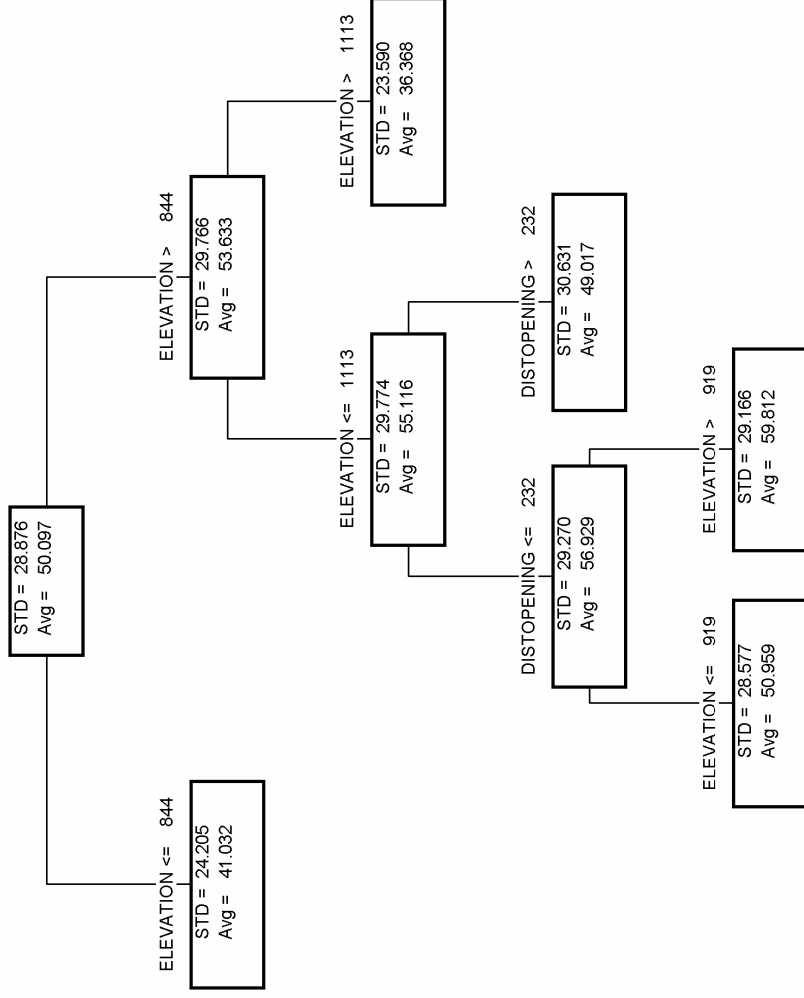 STD = 28.876
Avg = 50.097
ELEVATION <= 844
STD = 24.205
Avg = 41.032
ELEVATION > 844
STD = 29.766
Avg = 53.633
ELEVATION <= 1113
STD = 29.774
Avg = 55.116
ELEVATION > 1113
STD = 23.590
Avg = 36.368
DISTOPENING <= 232
STD = 29.270
Avg = 56.929
DISTOPENING > 232
STD = 30.631
Avg = 49.017
ELEVATION <= 919
STD = 28.577
Avg = 50.959
ELEVATION > 919
STD = 29.166
Avg = 59.812